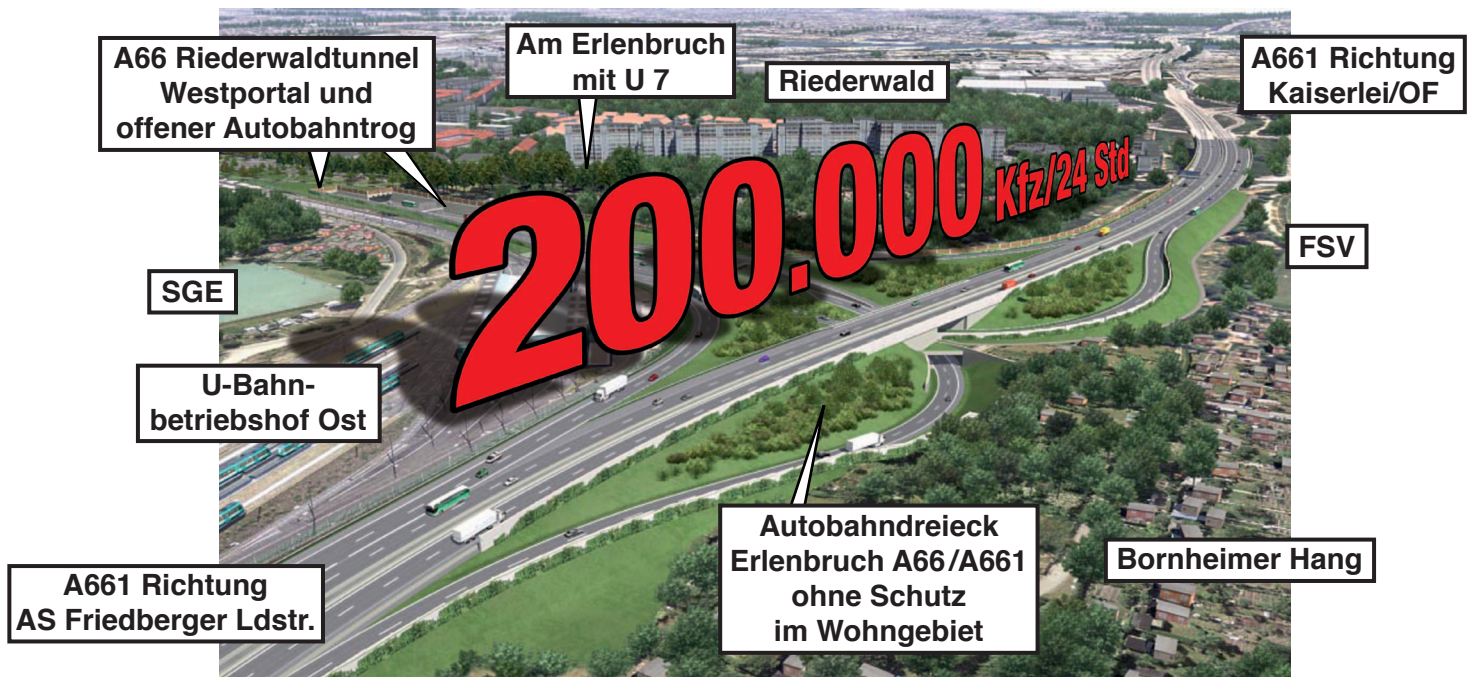 A66 Riederwaldtunnel
Westportal und
offener Autobahntrog
Am Erlenbruch
mit U 7
Riederwald
A661 Richtung
Kaiserlei/OF
200.000 Kfz/24 Std
SGE
FSV
U-Bahn-
betriebshof Ost
Autobahndreieck
Erlenbruch A66/A661
ohne Schutz
im Wohngebiet
Bornheimer Hang
A661 Richtung
AS Friedberger Ldstr.